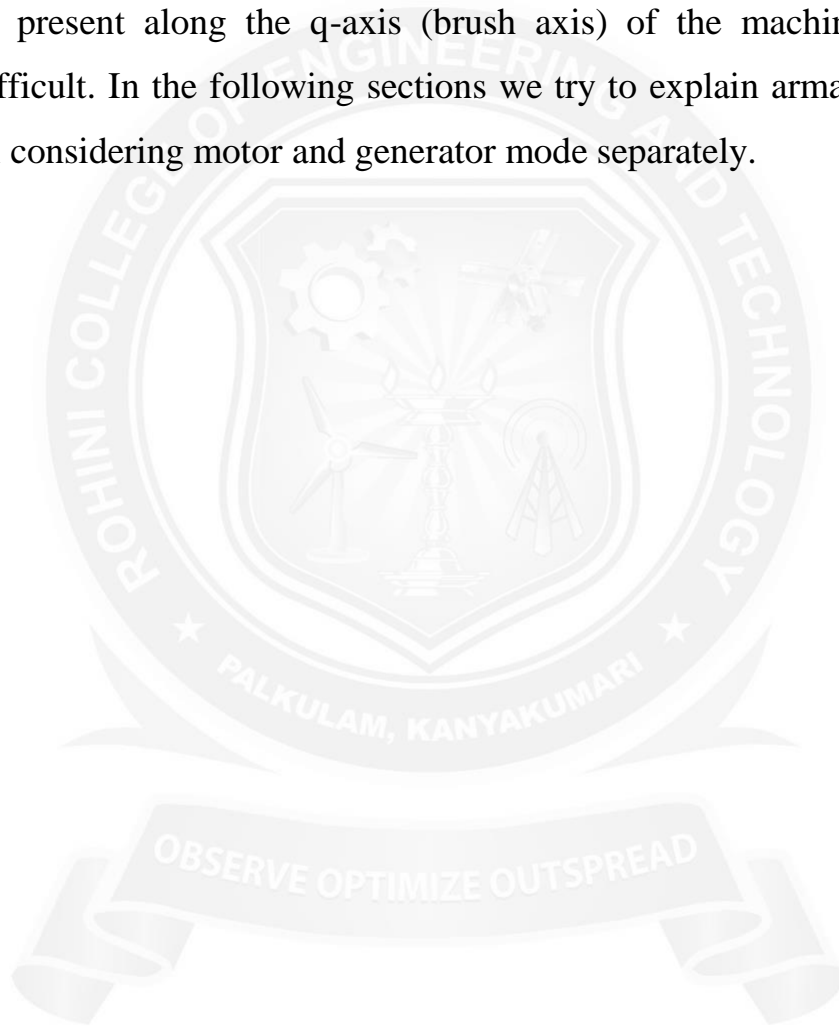 present along the q-axis (brush axis) of the machin
fficult. In the following sections we try to explain arma
considering motor and generator mode separately.
ROHINI COLLEGE OF ENGINEERING AND TECHNOLOGY
PALKULAM, KANYAKUMARI
OBSERVE OPTIMIZE OUTSPREAD